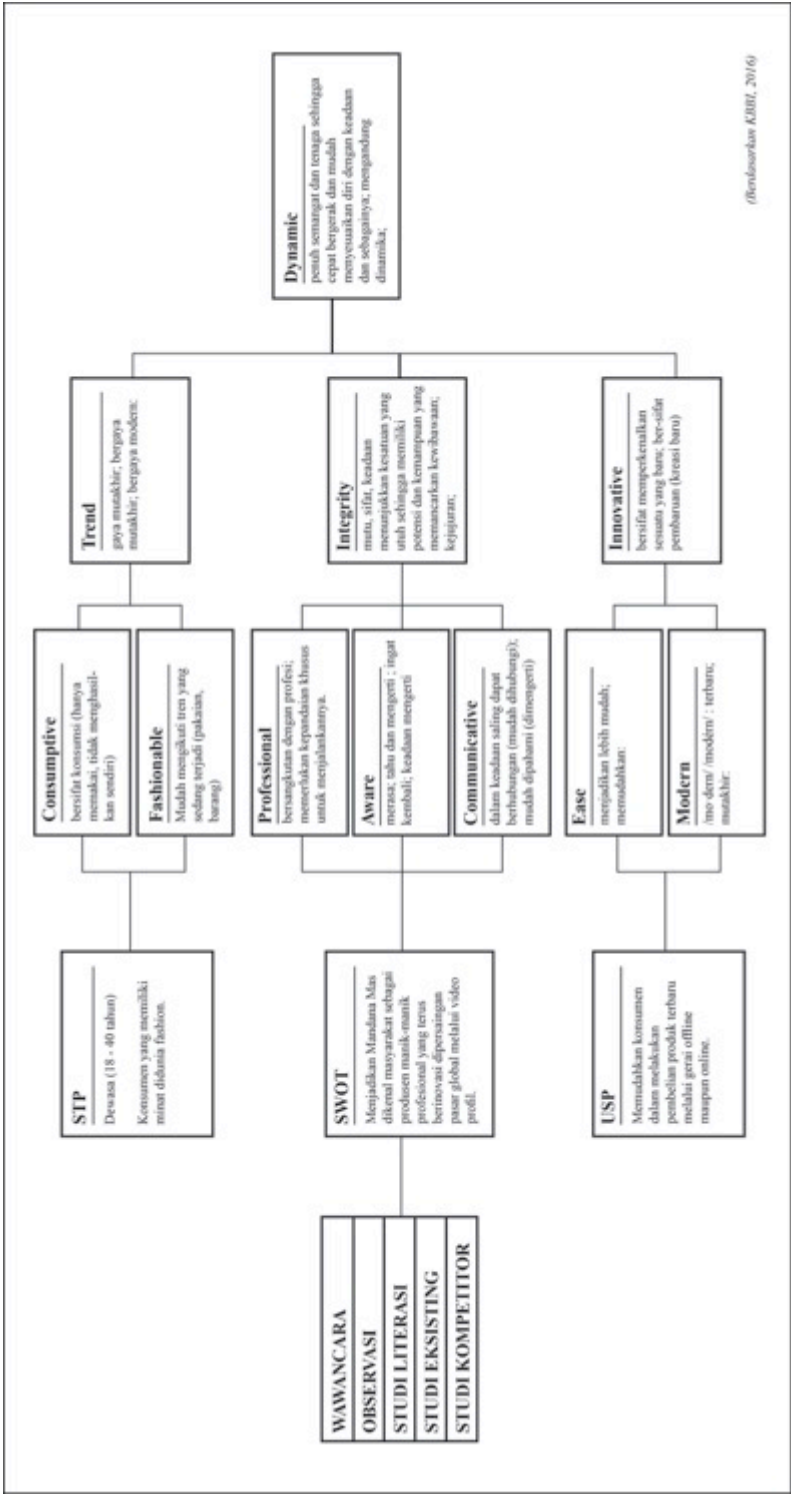 WAWANCARA
OBSERVASI
STUDI LITERASI
STUDI EKSISTING
STUDI KOMPETITOR
STP
Dewasa (18 - 40 tahun)
Konsumen yang memiliki
minat didunia fashion.
SWOT
Menjadikan Mandana Mas
dikenal masyarakat sebagai
produsen manik-manik
profesional yang terus
berinovasi dipersaingan
pasar global melalui video
profil.
USP
Memudahkan konsumen
dalam melakukan
pembelian produk terbaru
melalui gerai offline
maupun online.
Consumptive
bersifat konsumsi (hanya
memakai, tidak menghasil-
kan sendiri)
Fashionable
Mudah mengikuti tren yang
sedang terjadi (pakaian,
barang)
Professional
bersangkutan dengan profesi;
memerlukan kepandaian khusus
untuk menjalaskannya.
Aware
merasa; tahu dan mengerti ; ingat
kembali; keadaan mengerti
Communicative
dalam keadaan saling dapat
berhubungan (mudah dihubungi);
mudah dipahami (dimengerti)
Ease
menjadikan lebih mudah;
memudahkan:
Modern
/mo·dern/ /modérn/ : terbaru;
mutakhir:
Trend
gaya mutakhir; bergaya
mutakhir; bergaya modern:
Integrity
mutu, sifat, keadaan
menunjukkan kesatuan yang
utuh sehingga memiliki
potensi dan kemampuan yang
memancarkan kewibawaan;
kejujuran;
Innovative
bersifat memperkenalkan
sesuatu yang baru; ber-sifat
pembaruan (kreasi baru)
Dynamic
penuh semangat dan tenaga sehingga
cepat bergerak dan mudah
menyesuaikan diri dengan keadaan
dan sebagainya; mengandung
dinamika;
(Berdasarkan KBBI, 2016)